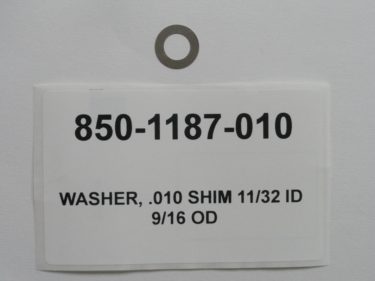 850-1187-010
WASHER, .010 SHIM 11/32 ID
9/16 OD